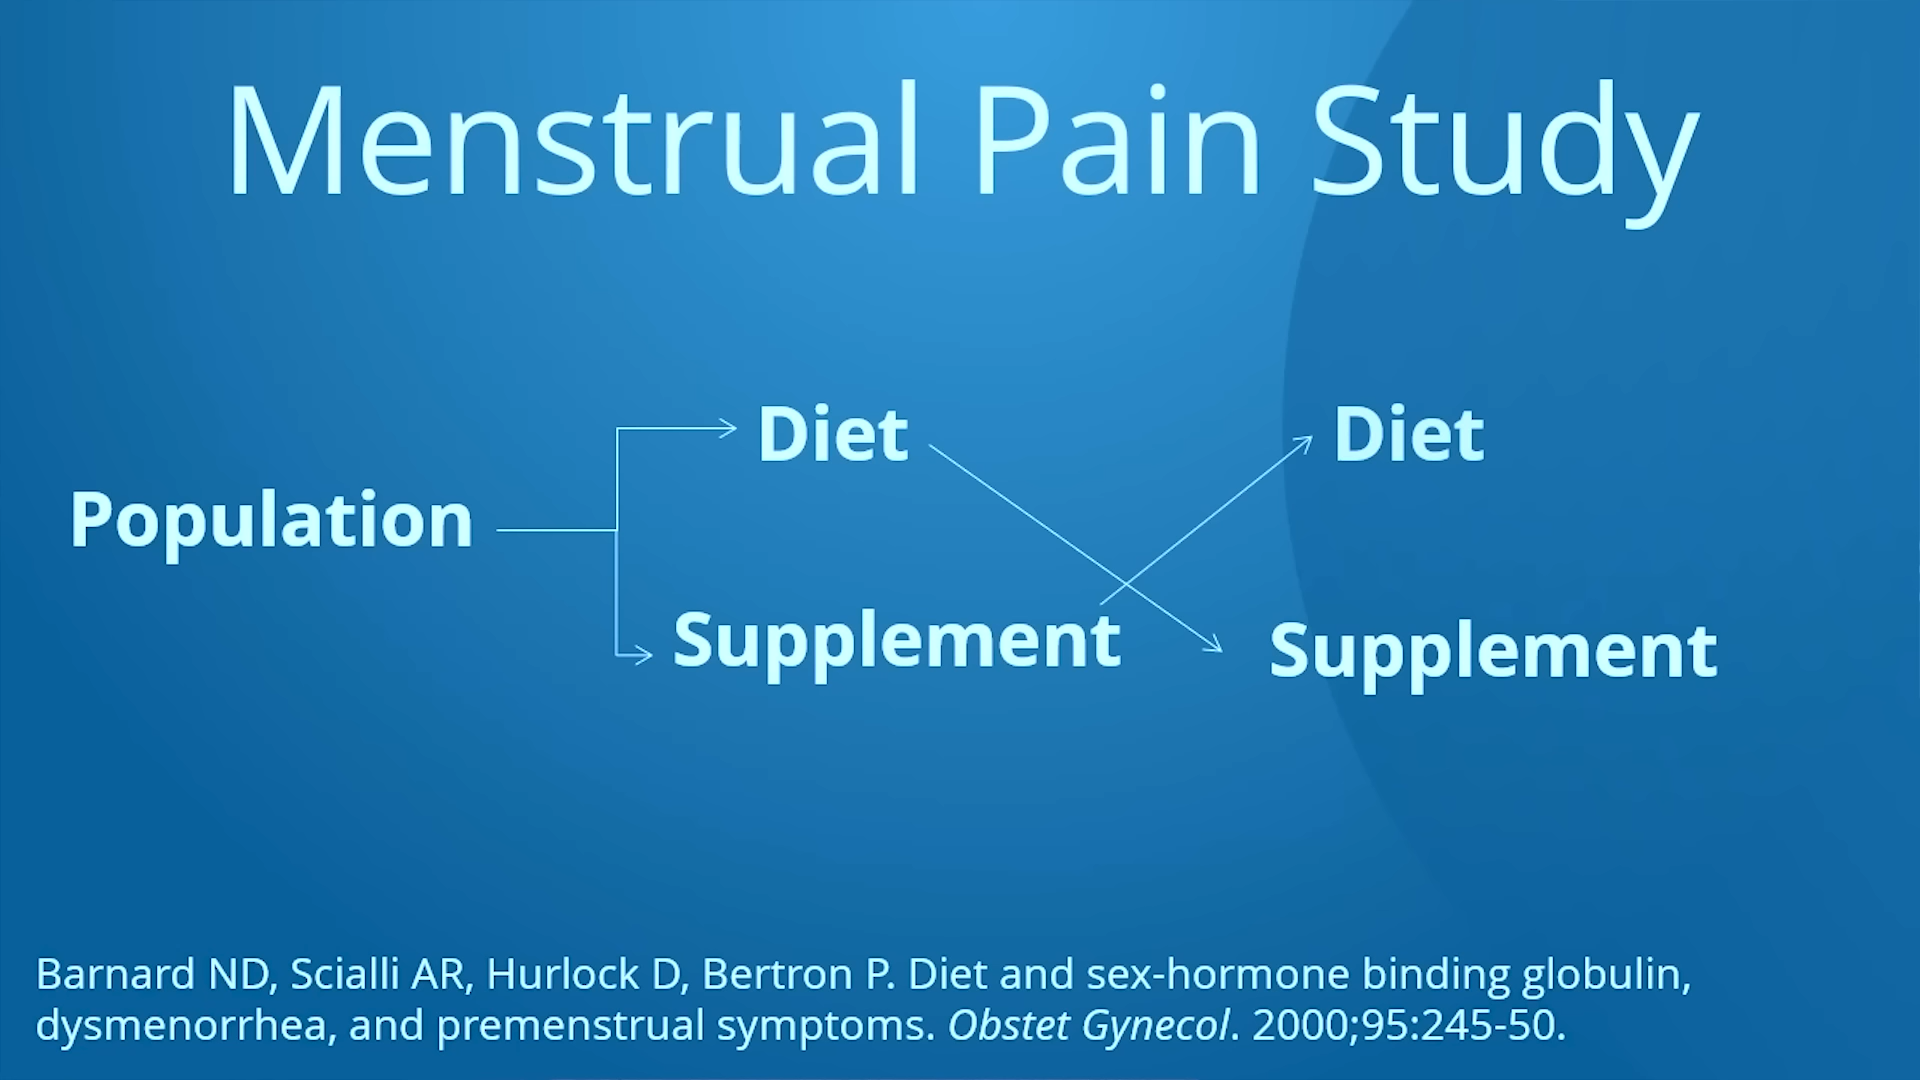 Menstrual Pain Study
Diet
Diet
Population
Supplement
Supplement
Barnard ND, Scialli AR, Hurlock D, Bertron P. Diet and sex-hormone binding globulin,
dysmenorrhea, and premenstrual symptoms. Obstet Gynecol. 2000;95:245-50.